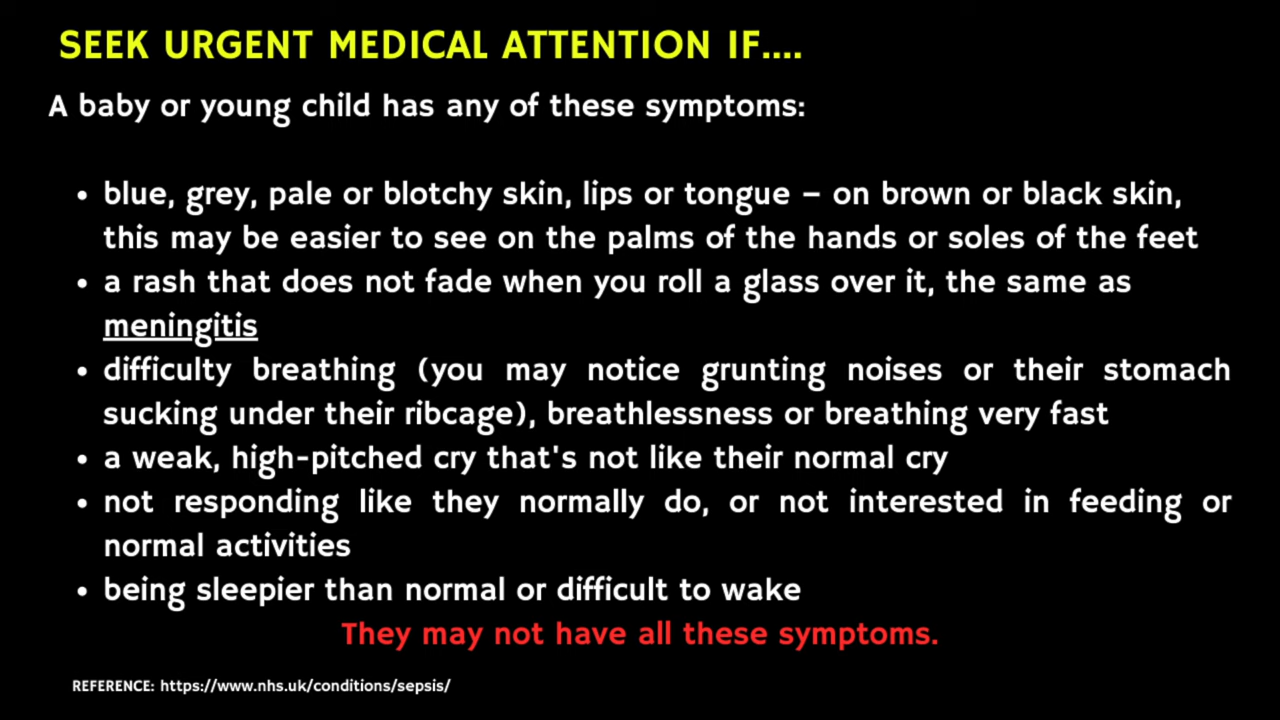 SEEK URGENT MEDICAL ATTENTION IF....
A baby or young child has any of these symptoms:
• blue, grey, pale or blotchy skin, lips or tongue – on brown or black skin,
this may be easier to see on the palms of the hands or soles of the feet
• a rash that does not fade when you roll a glass over it, the same as
meningitis
• difficulty breathing (you may notice grunting noises or their stomach
sucking under their ribcage), breathlessness or breathing very fast
• a weak, high-pitched cry that's not like their normal cry
• not responding like they normally do, or not interested in feeding or
normal activities
• being sleepier than normal or difficult to wake
They may not have all these symptoms.
REFERENCE: https://www.nhs.uk/conditions/sepsis/